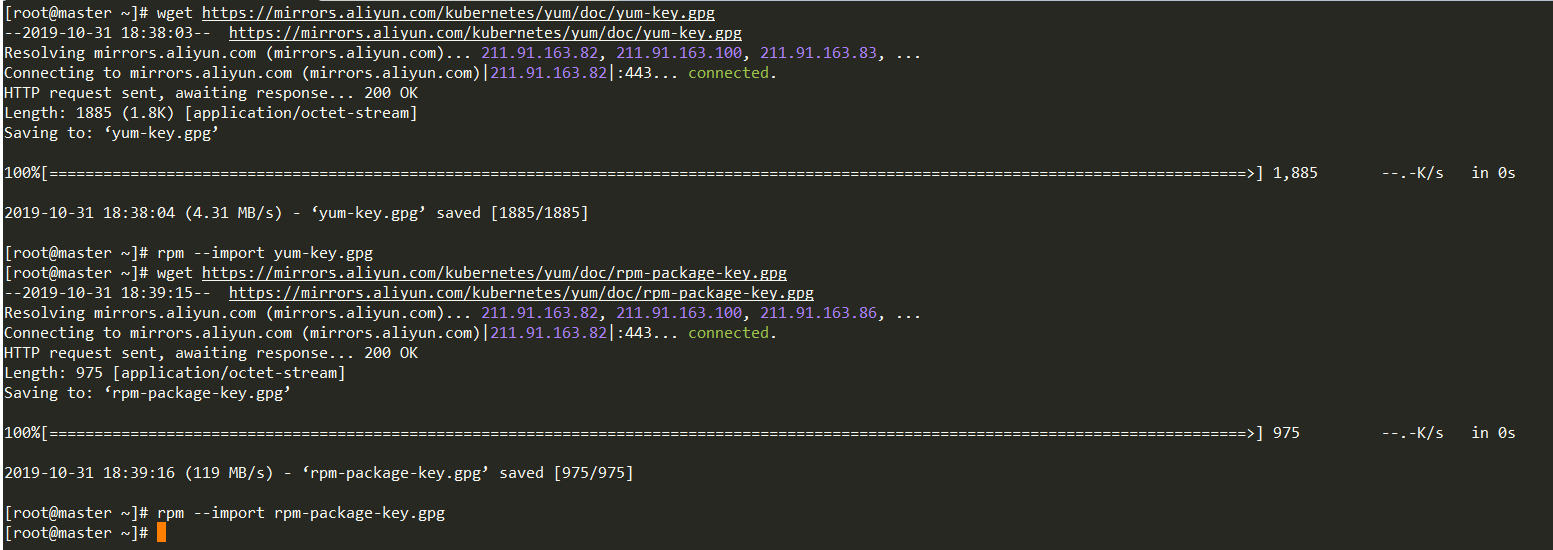 [root@master ~]# wget https://mirrors.aliyun.com/kubernetes/yum/doc/yum-key.gpg
--2019-10-31 18:38:03--  https://mirrors.aliyun.com/kubernetes/yum/doc/yum-key.gpg
Resolving mirrors.aliyun.com (mirrors.aliyun.com)... 211.91.163.82, 211.91.163.100, 211.91.163.83, ...
Connecting to mirrors.aliyun.com (mirrors.aliyun.com)|211.91.163.82|:443... connected.
HTTP request sent, awaiting response... 200 OK
Length: 1885 (1.8K) [application/octet-stream]
Saving to: ‘yum-key.gpg’
100%[=====================================================================================================================================>] 1,885       --.-K/s   in 0s
2019-10-31 18:38:04 (4.31 MB/s) - ‘yum-key.gpg’ saved [1885/1885]
[root@master ~]# rpm --import yum-key.gpg
[root@master ~]# wget https://mirrors.aliyun.com/kubernetes/yum/doc/rpm-package-key.gpg
--2019-10-31 18:39:15--  https://mirrors.aliyun.com/kubernetes/yum/doc/rpm-package-key.gpg
Resolving mirrors.aliyun.com (mirrors.aliyun.com)... 211.91.163.82, 211.91.163.100, 211.91.163.86, ...
Connecting to mirrors.aliyun.com (mirrors.aliyun.com)|211.91.163.82|:443... connected.
HTTP request sent, awaiting response... 200 OK
Length: 975 [application/octet-stream]
Saving to: ‘rpm-package-key.gpg’
100%[=====================================================================================================================================>] 975         --.-K/s   in 0s
2019-10-31 18:39:16 (119 MB/s) - ‘rpm-package-key.gpg’ saved [975/975]
[root@master ~]# rpm --import rpm-package-key.gpg
[root@master ~]#